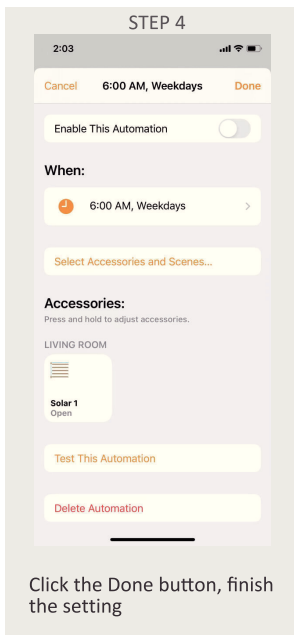 STEP 4
2:03
Cancel 6:00 AM, Weekdays Done
Enable This Automation
When:
6:00 AM, Weekdays
Select Accessories and Scenes...
Accessories:
Press and hold to adjust accessories.
LIVING ROOM
Solar 1
Open
Test This Automation
Delete Automation
Click the Done button, finish
the setting